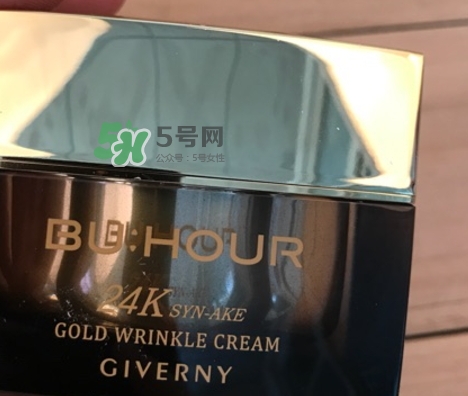 5号网
公众号：5号女性
BU:HOUR
24K SYN-AKE
GOLD WRINKLE CREAM
GIVERNY